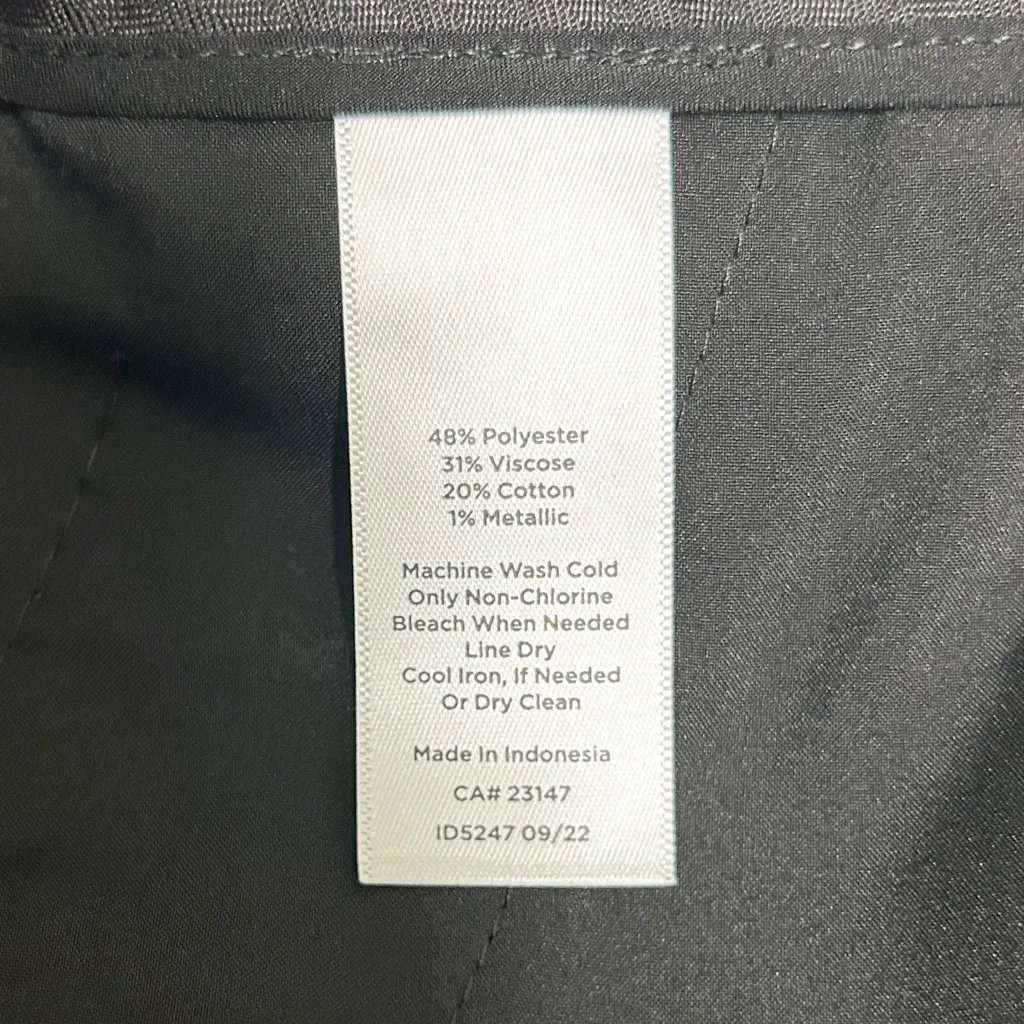 48% Polyester
31% Viscose
20% Cotton
1% Metallic
Machine Wash Cold
Only Non-Chlorine
Bleach When Needed
Line Dry
Cool Iron, If Needed
Or Dry Clean
Made In Indonesia
CA# 23147
ID5247 09/22